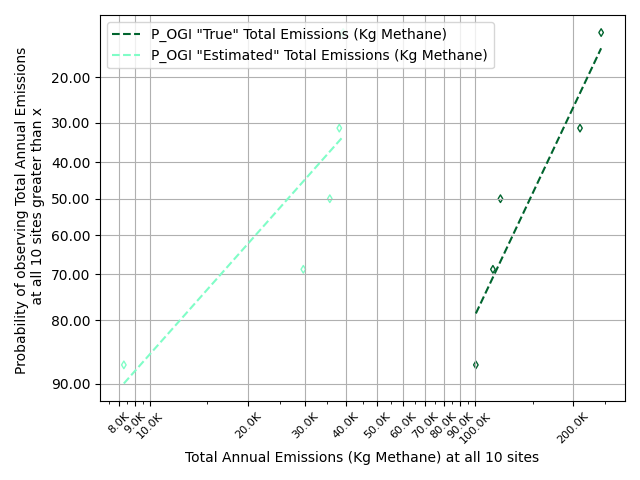 P_OGI "True" Total Emissions (Kg Methane)
P_OGI "Estimated" Total Emissions (Kg Methane)
Probability of observing Total Annual Emissions
at all 10 sites greater than x
20.00
30.00
40.00
50.00
60.00
70.00
80.00
90.00
8.0K
9.0K
10.0K
20.0K
30.0K
40.0K
50.0K
60.0K
70.0K
80.0K
90.0K
100.0K
200.0K
Total Annual Emissions (Kg Methane) at all 10 sites